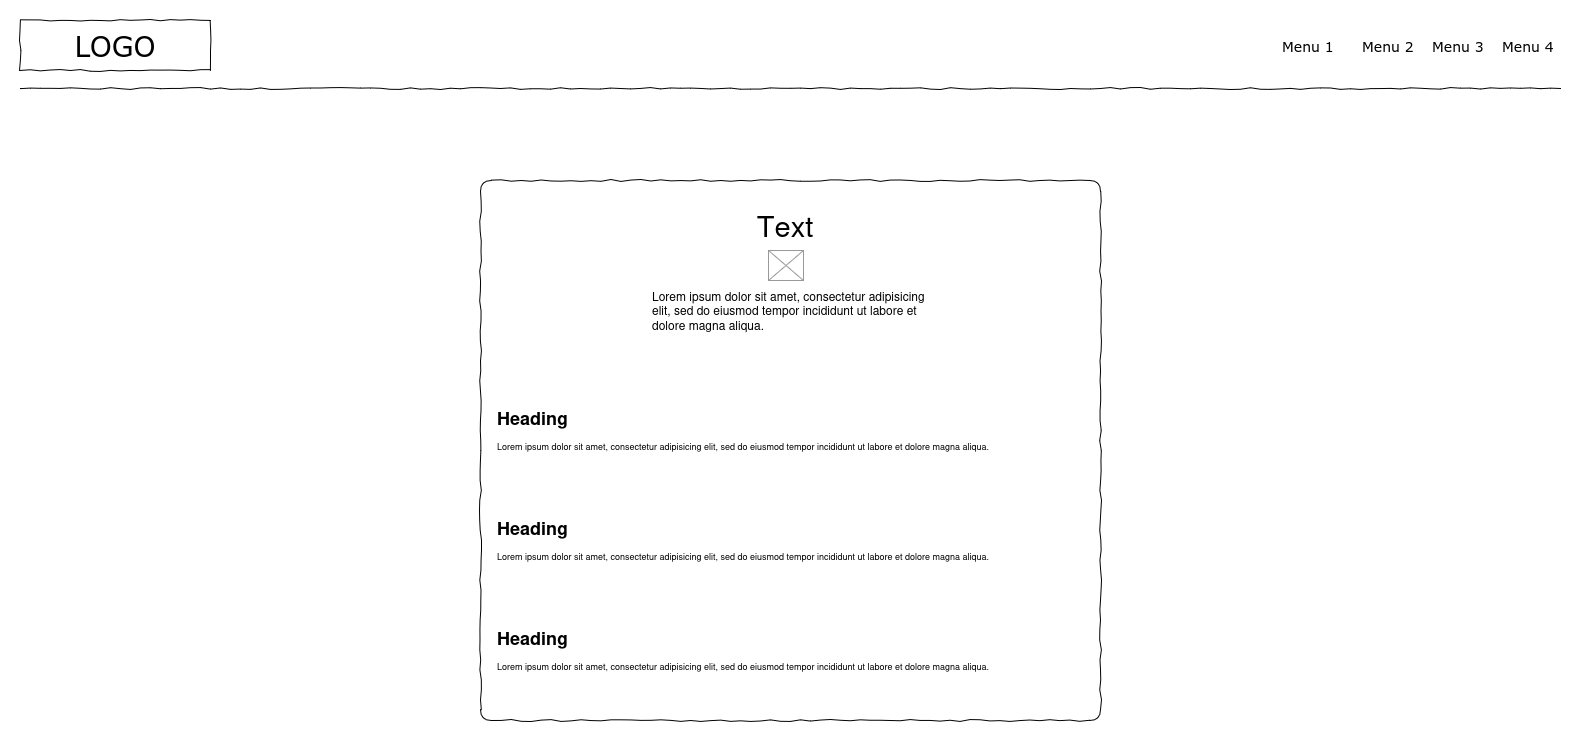 LOGO
Menu 1 Menu 2 Menu 3 Menu 4
Text
Lorem ipsum dolor sit amet, consectetur adipisicing
elit, sed do eiusmod tempor incididunt ut labore et
dolore magna aliqua.
Heading
Lorem ipsum dolor sit amet, consectetur adipisicing elit, sed do eiusmod tempor incididunt ut labore et dolore magna aliqua.
Heading
Lorem ipsum dolor sit amet, consectetur adipisicing elit, sed do eiusmod tempor incididunt ut labore et dolore magna aliqua.
Heading
Lorem ipsum dolor sit amet, consectetur adipisicing elit, sed do eiusmod tempor incididunt ut labore et dolore magna aliqua.